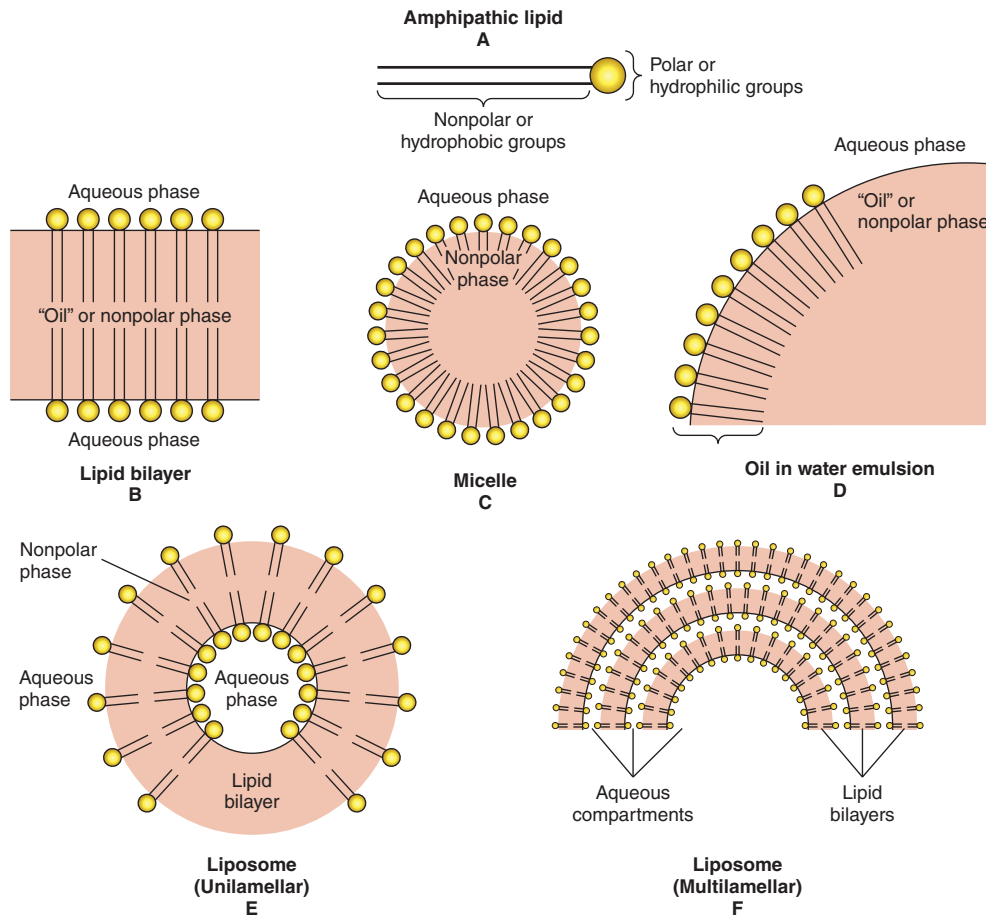 Amphipathic lipid
A
Polar or
hydrophilic groups
Nonpolar or
hydrophobic groups
Aqueous phase
"Oil" or nonpolar phase
Aqueous phase
Lipid bilayer
B
Aqueous phase
Nonpolar
phase
Micelle
C
Aqueous phase
"Oil" or
nonpolar phase
Oil in water emulsion
D
Nonpolar
phase
Aqueous
phase
Aqueous
phase
Lipid
bilayer
Liposome
(Unilamellar)
E
Aqueous
compartments
Lipid
bilayers
Liposome
(Multilamellar)
F